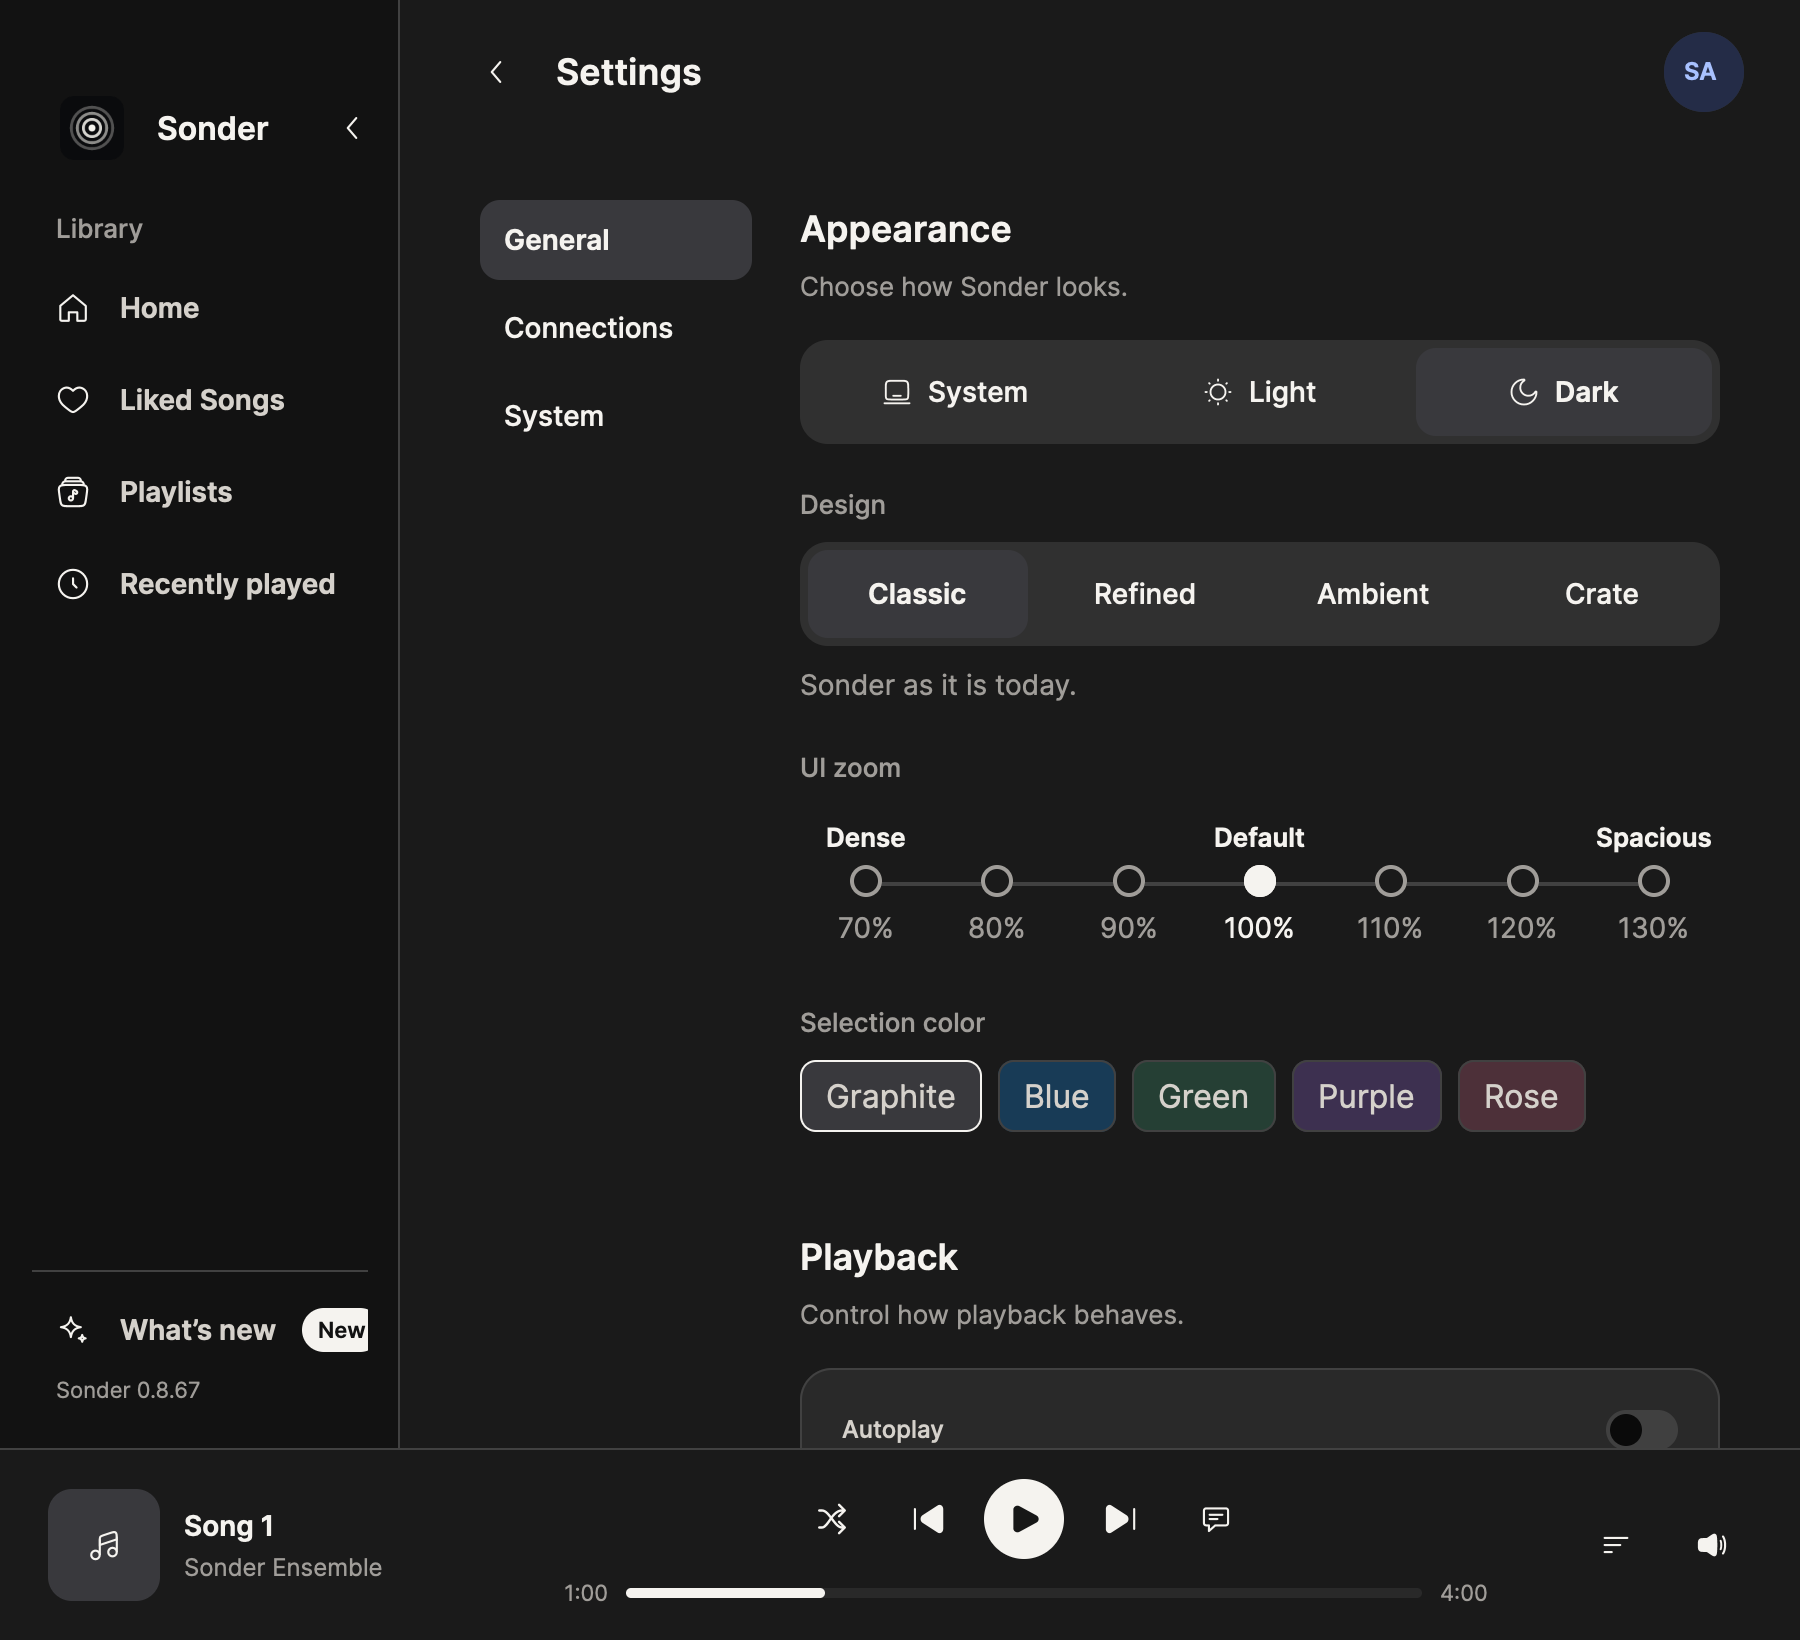 Sonder
Library
Home
Liked Songs
Playlists
Recently played
What’s new
New
Sonder 0.8.67
Settings
SA
General
Connections
System
Appearance
Choose how Sonder looks.
System Light Dark
Design
Classic Refined Ambient Crate
Sonder as it is today.
UI zoom
Dense Default Spacious
70% 80% 90% 100% 110% 120% 130%
Selection color
Graphite Blue Green Purple Rose
Playback
Control how playback behaves.
Autoplay
Song 1
Sonder Ensemble
1:00 4:00